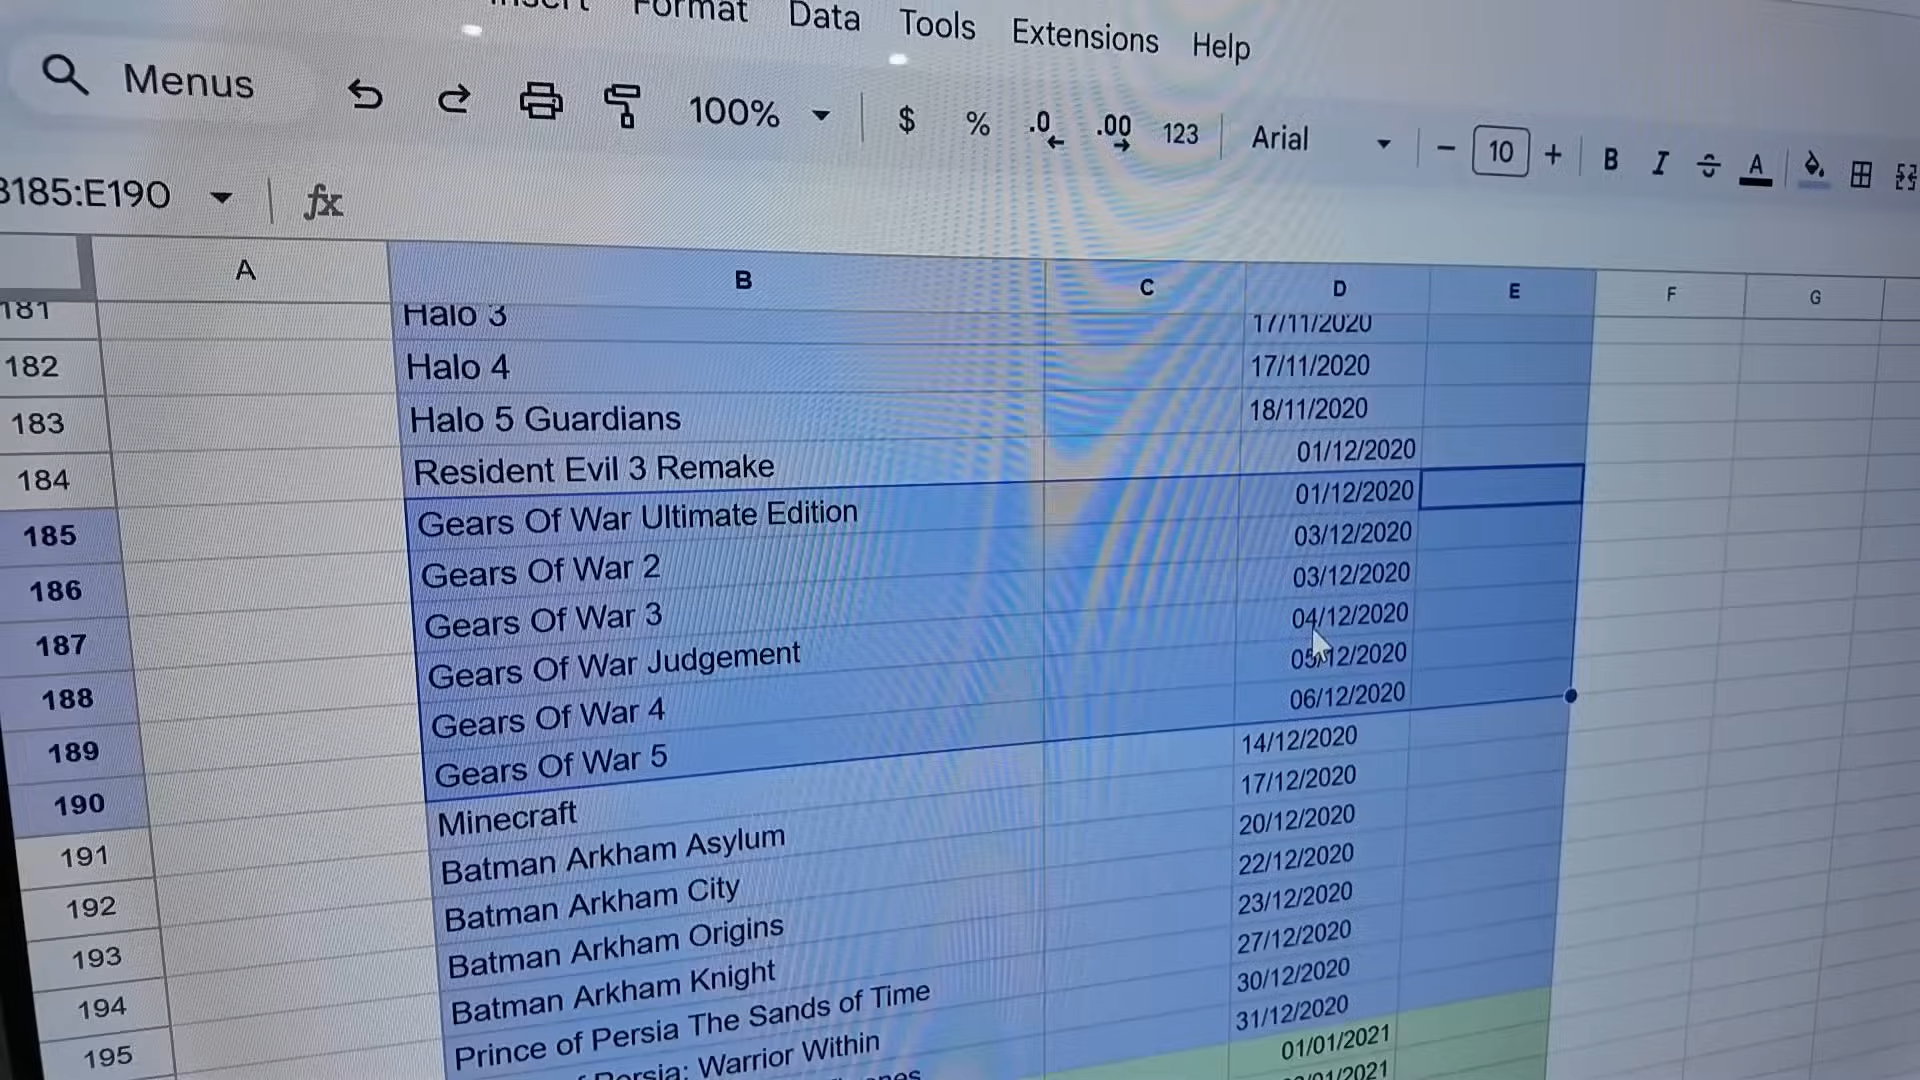 Insert Format Data Tools Extensions Help
Menus 100% $ % .0 .00 123 Arial - 10 + B I S A
B185:E190 fx
A B C D E F G
181 Halo 3 17/11/2020
182 Halo 4 17/11/2020
183 Halo 5 Guardians 18/11/2020
184 Resident Evil 3 Remake 01/12/2020
185 Gears Of War Ultimate Edition 01/12/2020
186 Gears Of War 2 03/12/2020
187 Gears Of War 3 03/12/2020
188 Gears Of War Judgement 04/12/2020
189 Gears Of War 4 05/12/2020
190 Gears Of War 5 06/12/2020
191 Minecraft 14/12/2020
192 Batman Arkham Asylum 17/12/2020
193 Batman Arkham City 20/12/2020
194 Batman Arkham Origins 22/12/2020
195 Batman Arkham Knight 23/12/2020
Prince of Persia The Sands of Time 27/12/2020
of Persia: Warrior Within 30/12/2020
31/12/2020
01/01/2021
/01/2021